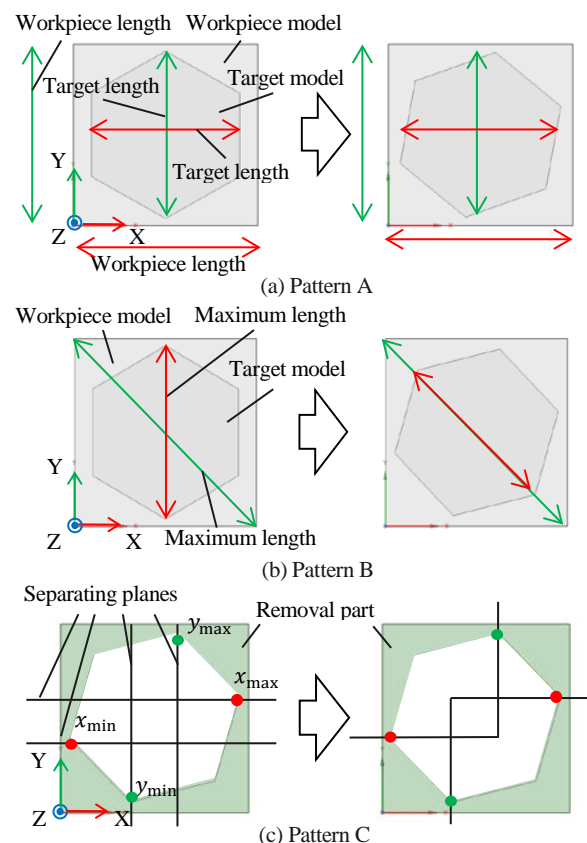 Workpiece length
Workpiece model
Target length
Target model
Target length
Y
Z
X
Workpiece length
(a) Pattern A
Workpiece model
Maximum length
Target model
Y
Z
X
Maximum length
(b) Pattern B
Separating planes
Removal part
y_max
x_max
x_min
Y
y_min
Z
X
(c) Pattern C